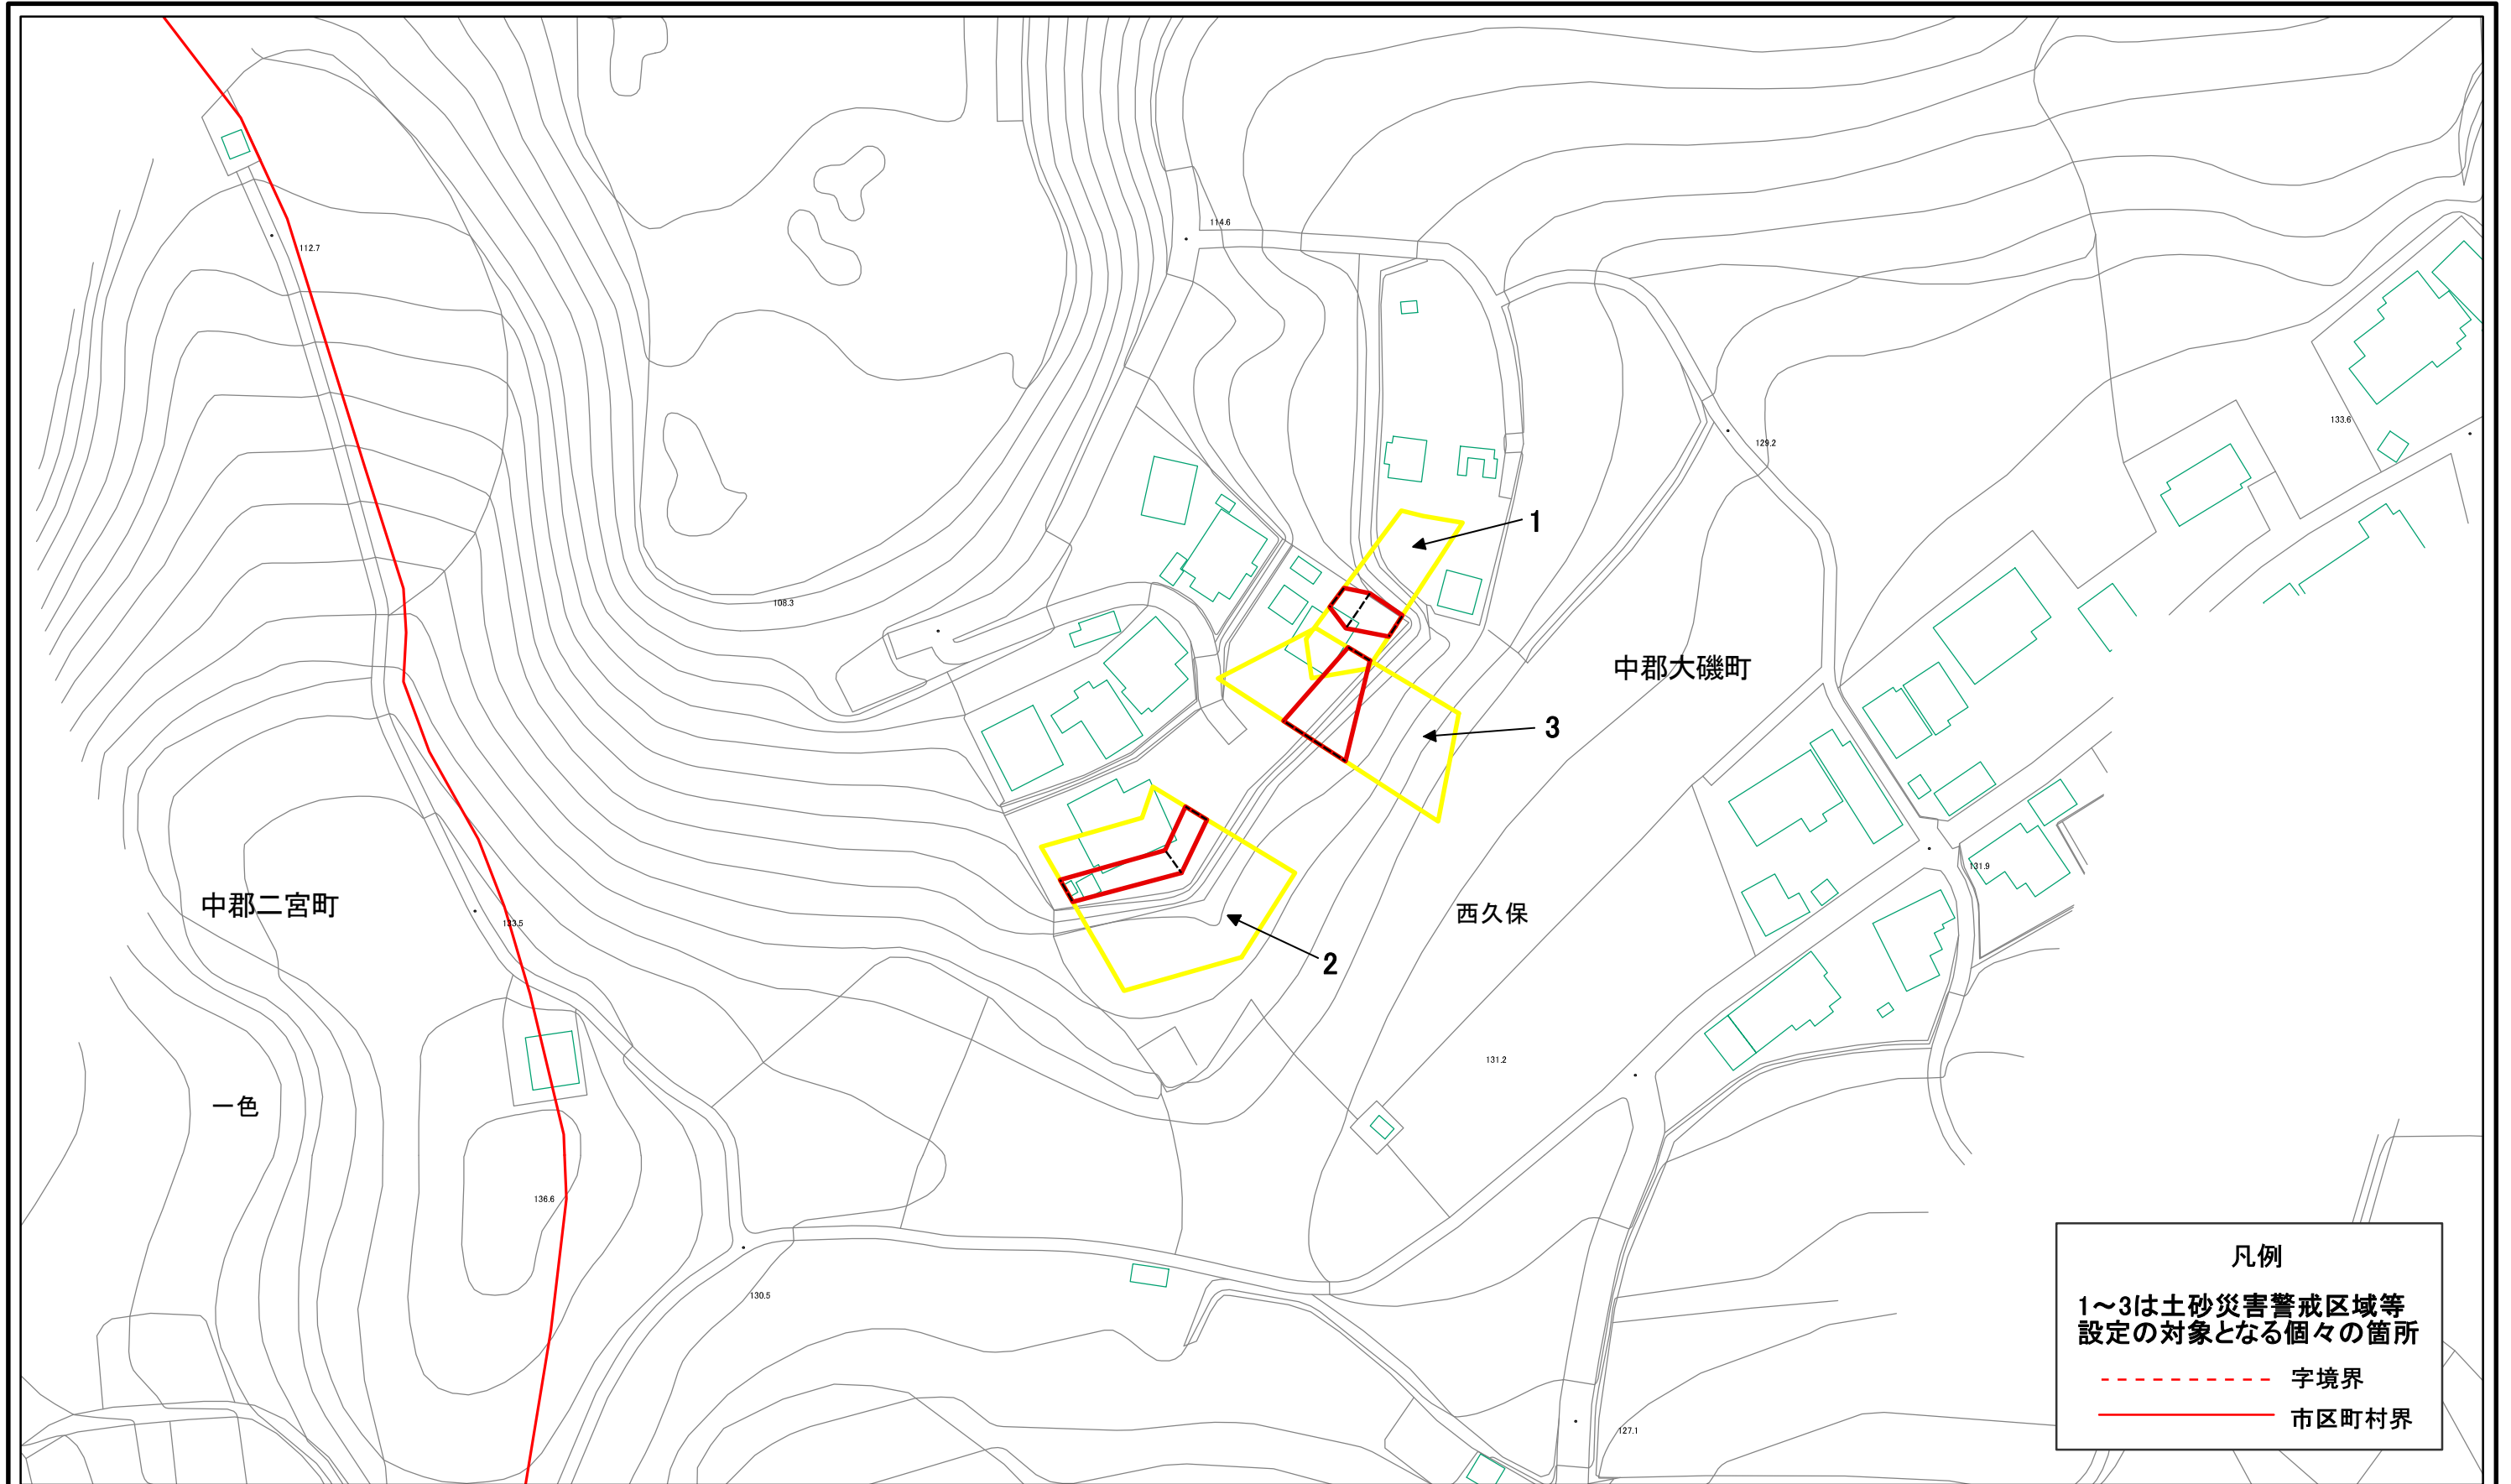 114.6
112.7
133.6
129.2
1
108.3
中郡大磯町
3
131.9
中郡二宮町
133.5
西久保
2
131.2
一色
136.6
130.5
127.1
凡例
1～3は土砂災害警戒区域等
設定の対象となる個々の箇所
字境界
市区町村界